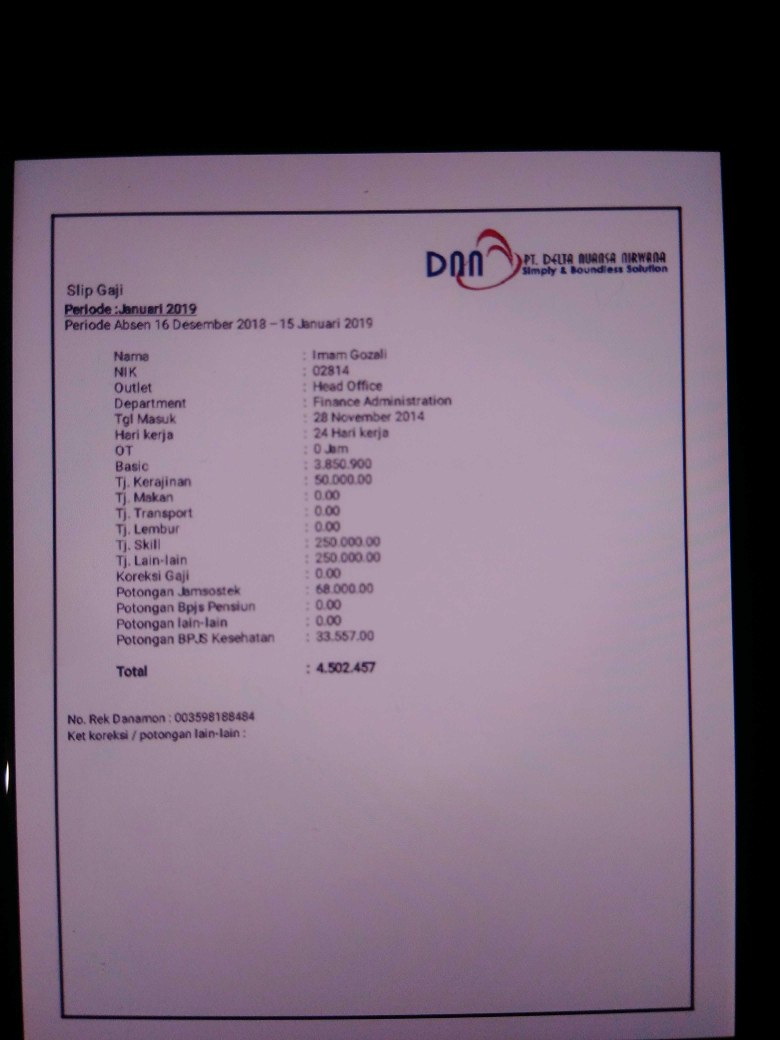 DNN PT. DELTA NUANSA NIRWANA
Simply & Boundless Solution
Slip Gaji
Periode :Januari 2019
Periode Absen 16 Desember 2018 – 15 Januari 2019
Nama : Imam Gozali
NIK : 02814
Outlet : Head Office
Department : Finance Administration
Tgl Masuk : 28 November 2014
Hari kerja : 24 Hari kerja
OT : 0 Jam
Basic : 3.850.900
Tj. Kerajinan : 50.000.00
Tj. Makan : 0.00
Tj. Transport : 0.00
Tj. Lembur : 0.00
Tj. Skill : 250.000.00
Tj. Lain-lain : 250.000.00
Koreksi Gaji : 0.00
Potongan Jamsostek : 68.000.00
Potongan Bpjs Pensiun : 0.00
Potongan lain-lain : 0.00
Potongan BPJS Kesehatan : 33.557.00
Total : 4.502.457
No. Rek Danamon : 003598188484
Ket koreksi / potongan lain-lain :